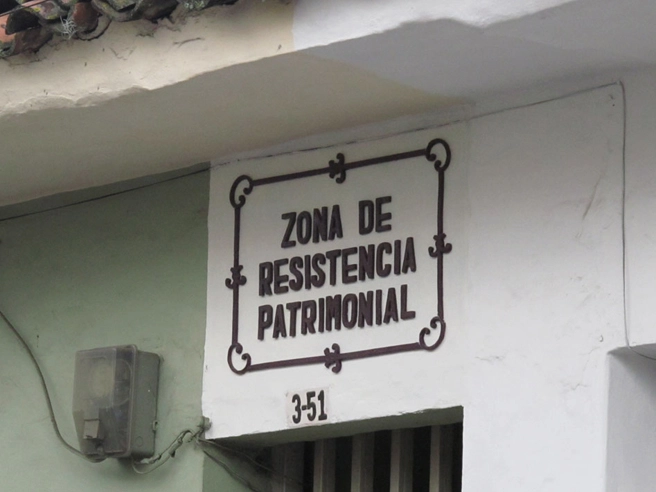 ZONA DE
RESISTENCIA
PATRIMONIAL
3-51